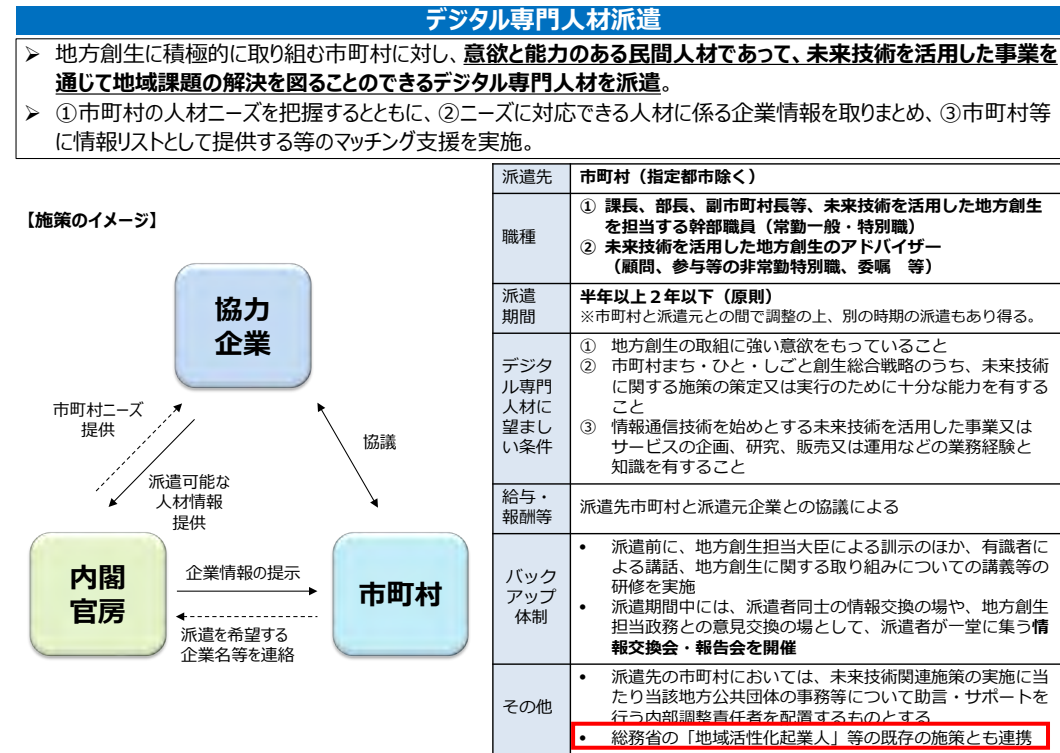 デジタル専門人材派遣
➢ 地方創生に積極的に取り組む市町村に対し、意欲と能力のある民間人材であって、未来技術を活用した事業を
通じて地域課題の解決を図ることのできるデジタル専門人材を派遣。
➢ ①市町村の人材ニーズを把握するとともに、②ニーズに対応できる人材に係る企業情報を取りまとめ、③市町村等
に情報リストとして提供する等のマッチング支援を実施。
【施策のイメージ】
協力
企業
市町村ニーズ
提供
協議
派遣可能な
人材情報
提供
内閣
官房
企業情報の提示
市町村
派遣を希望する
企業名等を連絡
派遣先
市町村（指定都市除く）
職種
① 課長、部長、副市町村長等、未来技術を活用した地方創生
を担当する幹部職員（常勤一般・特別職）
② 未来技術を活用した地方創生のアドバイザー
（顧問、参与等の非常勤特別職、委嘱 等）
派遣
期間
半年以上２年以下（原則）
※市町村と派遣元との間で調整の上、別の時期の派遣もあり得る。
デジタ
ル専門
人材に
望まし
い条件
① 地方創生の取組に強い意欲をもっていること
② 市町村まち・ひと・しごと創生総合戦略のうち、未来技術
に関する施策の策定又は実行のために十分な能力を有する
こと
③ 情報通信技術を始めとする未来技術を活用した事業又は
サービスの企画、研究、販売又は運用などの業務経験と
知識を有すること
給与・
報酬等
派遣先市町村と派遣元企業との協議による
バック
アップ
体制
• 派遣前に、地方創生担当大臣による訓示のほか、有識者に
よる講話、地方創生に関する取り組みについての講義等の
研修を実施
• 派遣期間中には、派遣者同士の情報交換の場や、地方創生
担当政務との意見交換の場として、派遣者が一堂に集う情
報交換会・報告会を開催
その他
• 派遣先の市町村においては、未来技術関連施策の実施に当
たり当該地方公共団体の事務等について助言・サポートを
行う内部調整責任者を配置するものとする
• 総務省の「地域活性化起業人」等の既存の施策とも連携